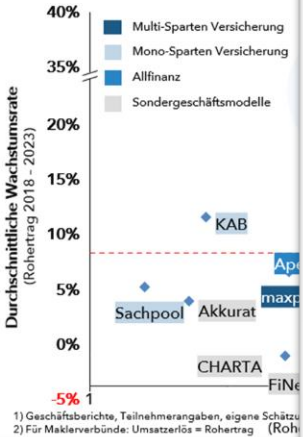 40%
35%
20%
15%
10%
5%
0%
-5%
Durchschnittliche Wachstumsrate
(Rohertrag 2018 - 2023)
Multi-Sparten Versicherung
Mono-Sparten Versicherung
Allfinanz
Sondergeschäftsmodelle
KAB
Sachpool
Akkurat
CHARTA
1
1) Geschäftsberichte, Teilnehmerangaben, eigene
2) Für Maklerverbünde: Umsatzerlös = Rohertrag